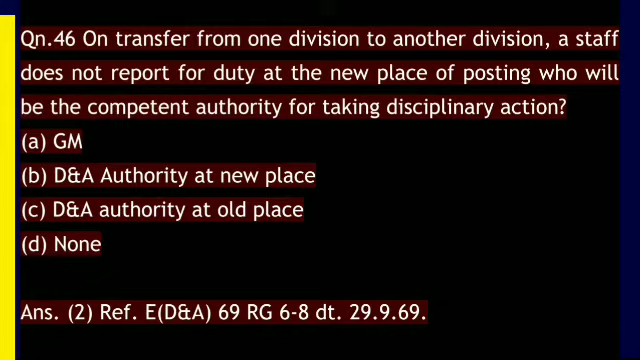 Qn.46 On transfer from one division to another division, a staff
does not report for duty at the new place of posting who will
be the competent authority for taking disciplinary action?
(a) GM
(b) D&A Authority at new place
(c) D&A authority at old place
(d) None
Ans. (2) Ref. E(D&A) 69 RG 6-8 dt. 29.9.69.